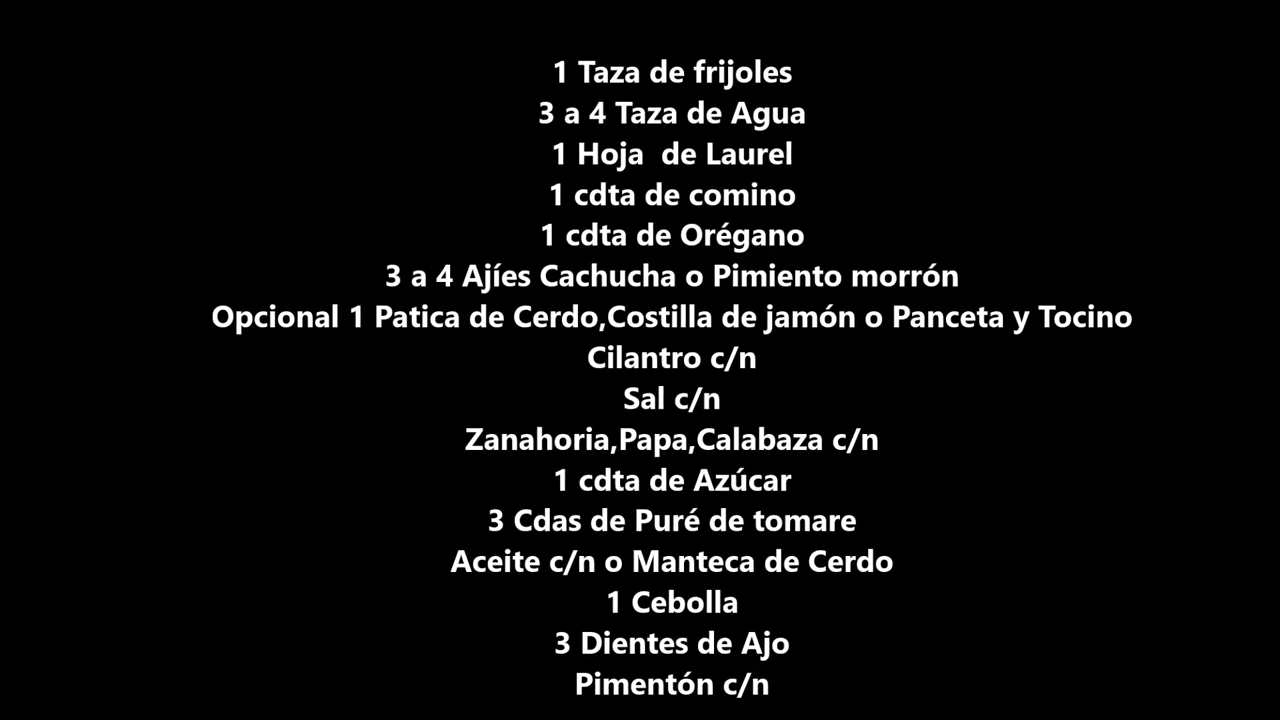 1 Taza de frijoles
3 a 4 Taza de Agua
1 Hoja  de Laurel
1 cdta de comino
1 cdta de Orégano
3 a 4 Ajíes Cachucha o Pimiento morrón
Opcional 1 Patica de Cerdo,Costilla de jamón o Panceta y Tocino
Cilantro c/n
Sal c/n
Zanahoria,Papa,Calabaza c/n
1 cdta de Azúcar
3 Cdas de Puré de tomare
Aceite c/n o Manteca de Cerdo
1 Cebolla
3 Dientes de Ajo
Pimentón c/n